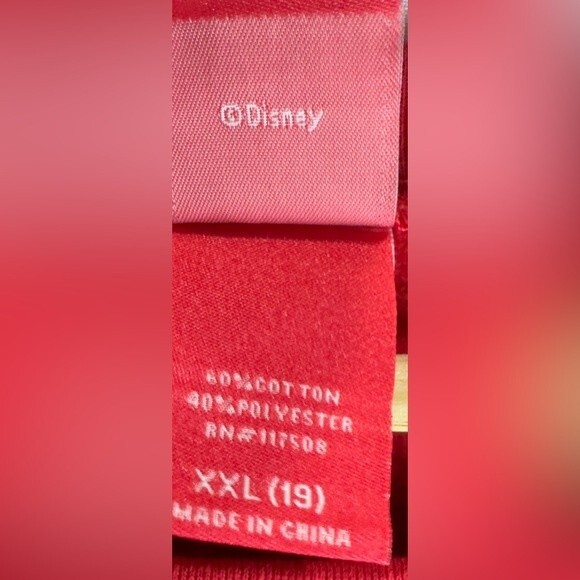 ©Disney
60%COTTON
40%POLYESTER
RN#117508
XXL (19)
MADE IN CHINA